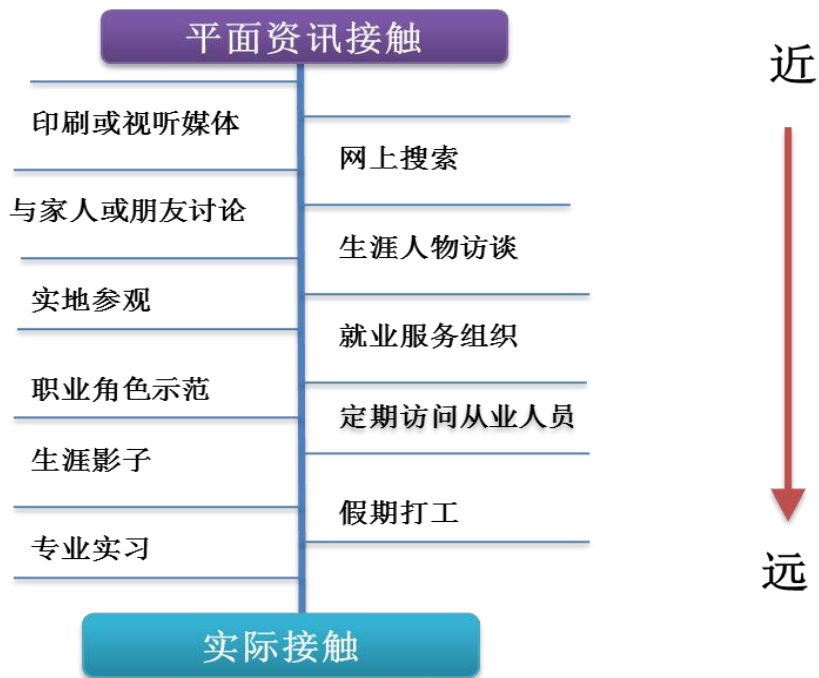 平面资讯接触
近
印刷或视听媒体
网上搜索
与家人或朋友讨论
生涯人物访谈
实地参观
就业服务组织
职业角色示范
定期访问从业人员
生涯影子
假期打工
专业实习
远
实际接触